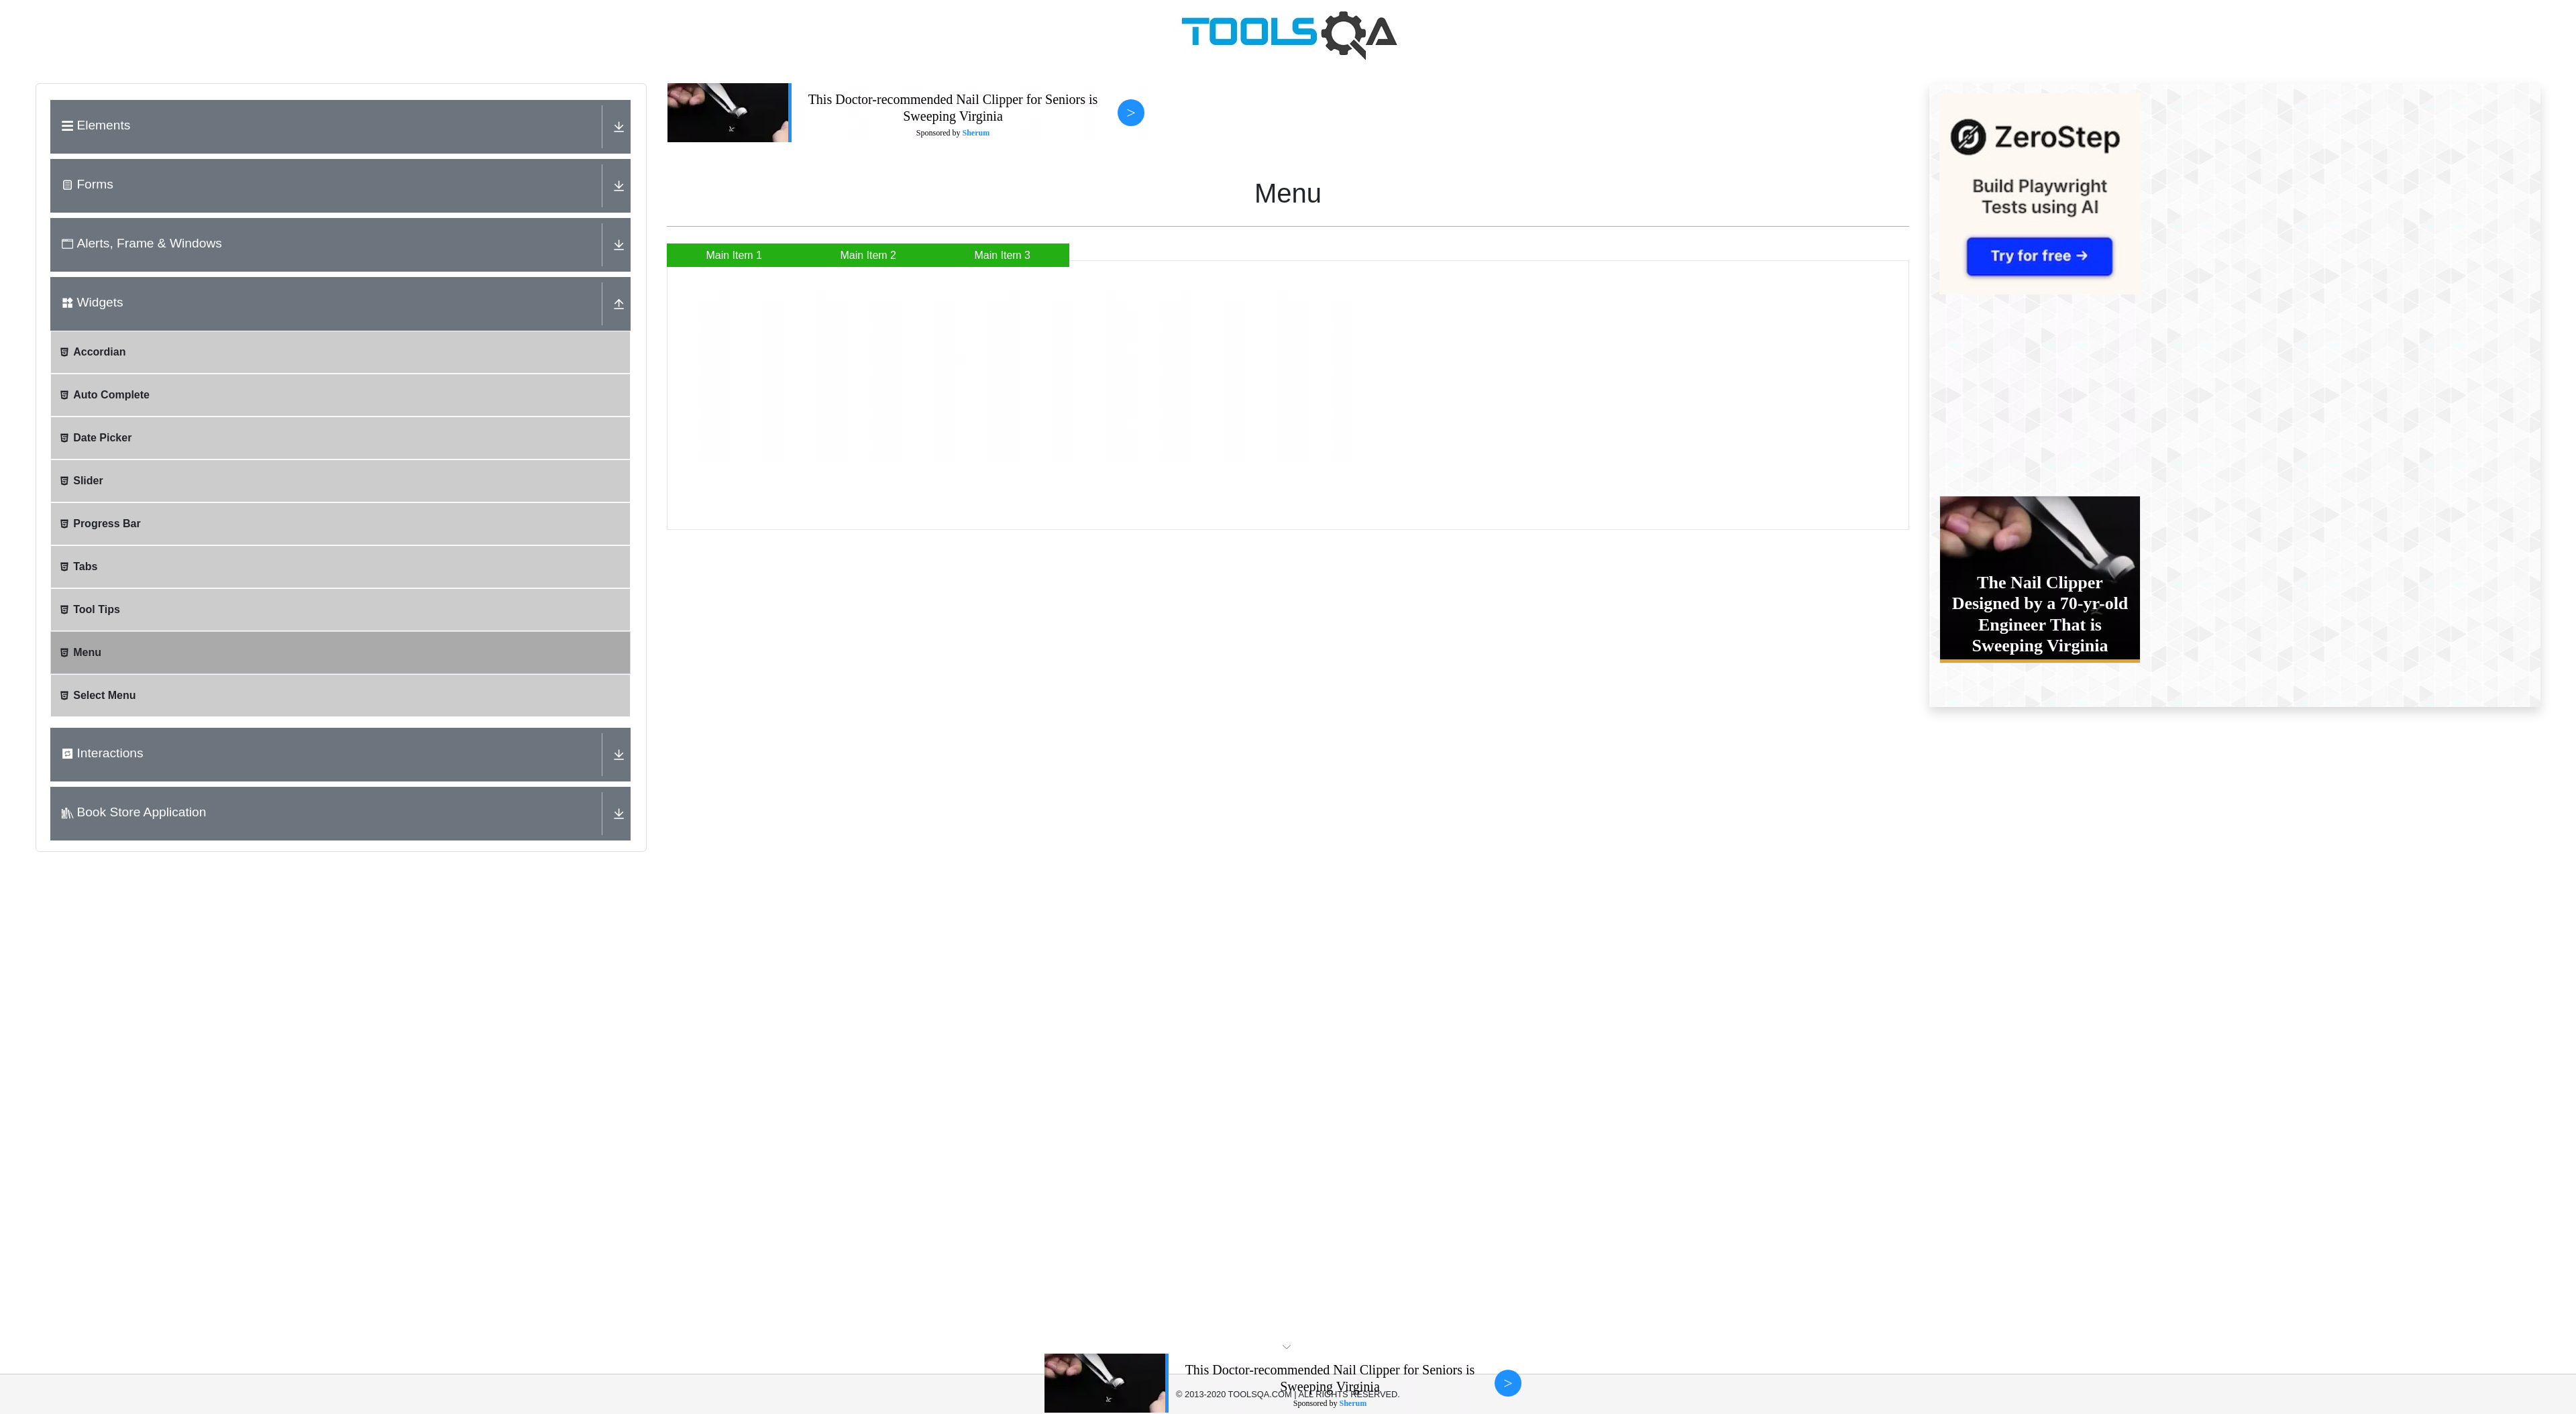 TOOLSQA
Elements
Forms
Alerts, Frame & Windows
Widgets
Accordian
Auto Complete
Date Picker
Slider
Progress Bar
Tabs
Tool Tips
Menu
Select Menu
Interactions
Book Store Application
This Doctor-recommended Nail Clipper for Seniors is
Sweeping Virginia
Sponsored by Sherum
>
Menu
Main Item 1 Main Item 2 Main Item 3
ZeroStep
Build Playwright
Tests using AI
Try for free →
The Nail Clipper
Designed by a 70-yr-old
Engineer That is
Sweeping Virginia
This Doctor-recommended Nail Clipper for Seniors is
Sweeping Virginia
© 2013-2020 TOOLSQA.COM | ALL RIGHTS RESERVED.
Sponsored by Sherum
>